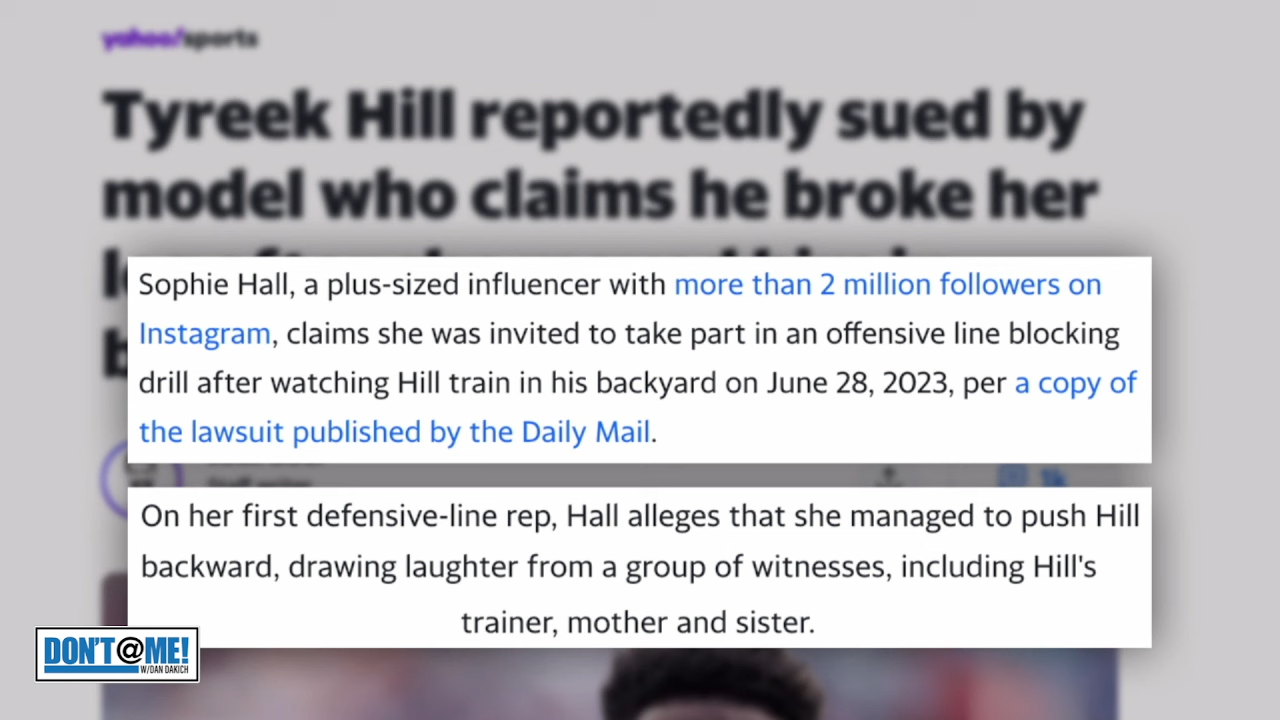 yahoo!sports
Tyreek Hill reportedly sued by
model who claims he broke her
Sophie Hall, a plus-sized influencer with more than 2 million followers on
Instagram, claims she was invited to take part in an offensive line blocking
drill after watching Hill train in his backyard on June 28, 2023, per a copy of
the lawsuit published by the Daily Mail.
On her first defensive-line rep, Hall alleges that she managed to push Hill
backward, drawing laughter from a group of witnesses, including Hill's
trainer, mother and sister.
DON'T@ME!
W/DAN DAKICH